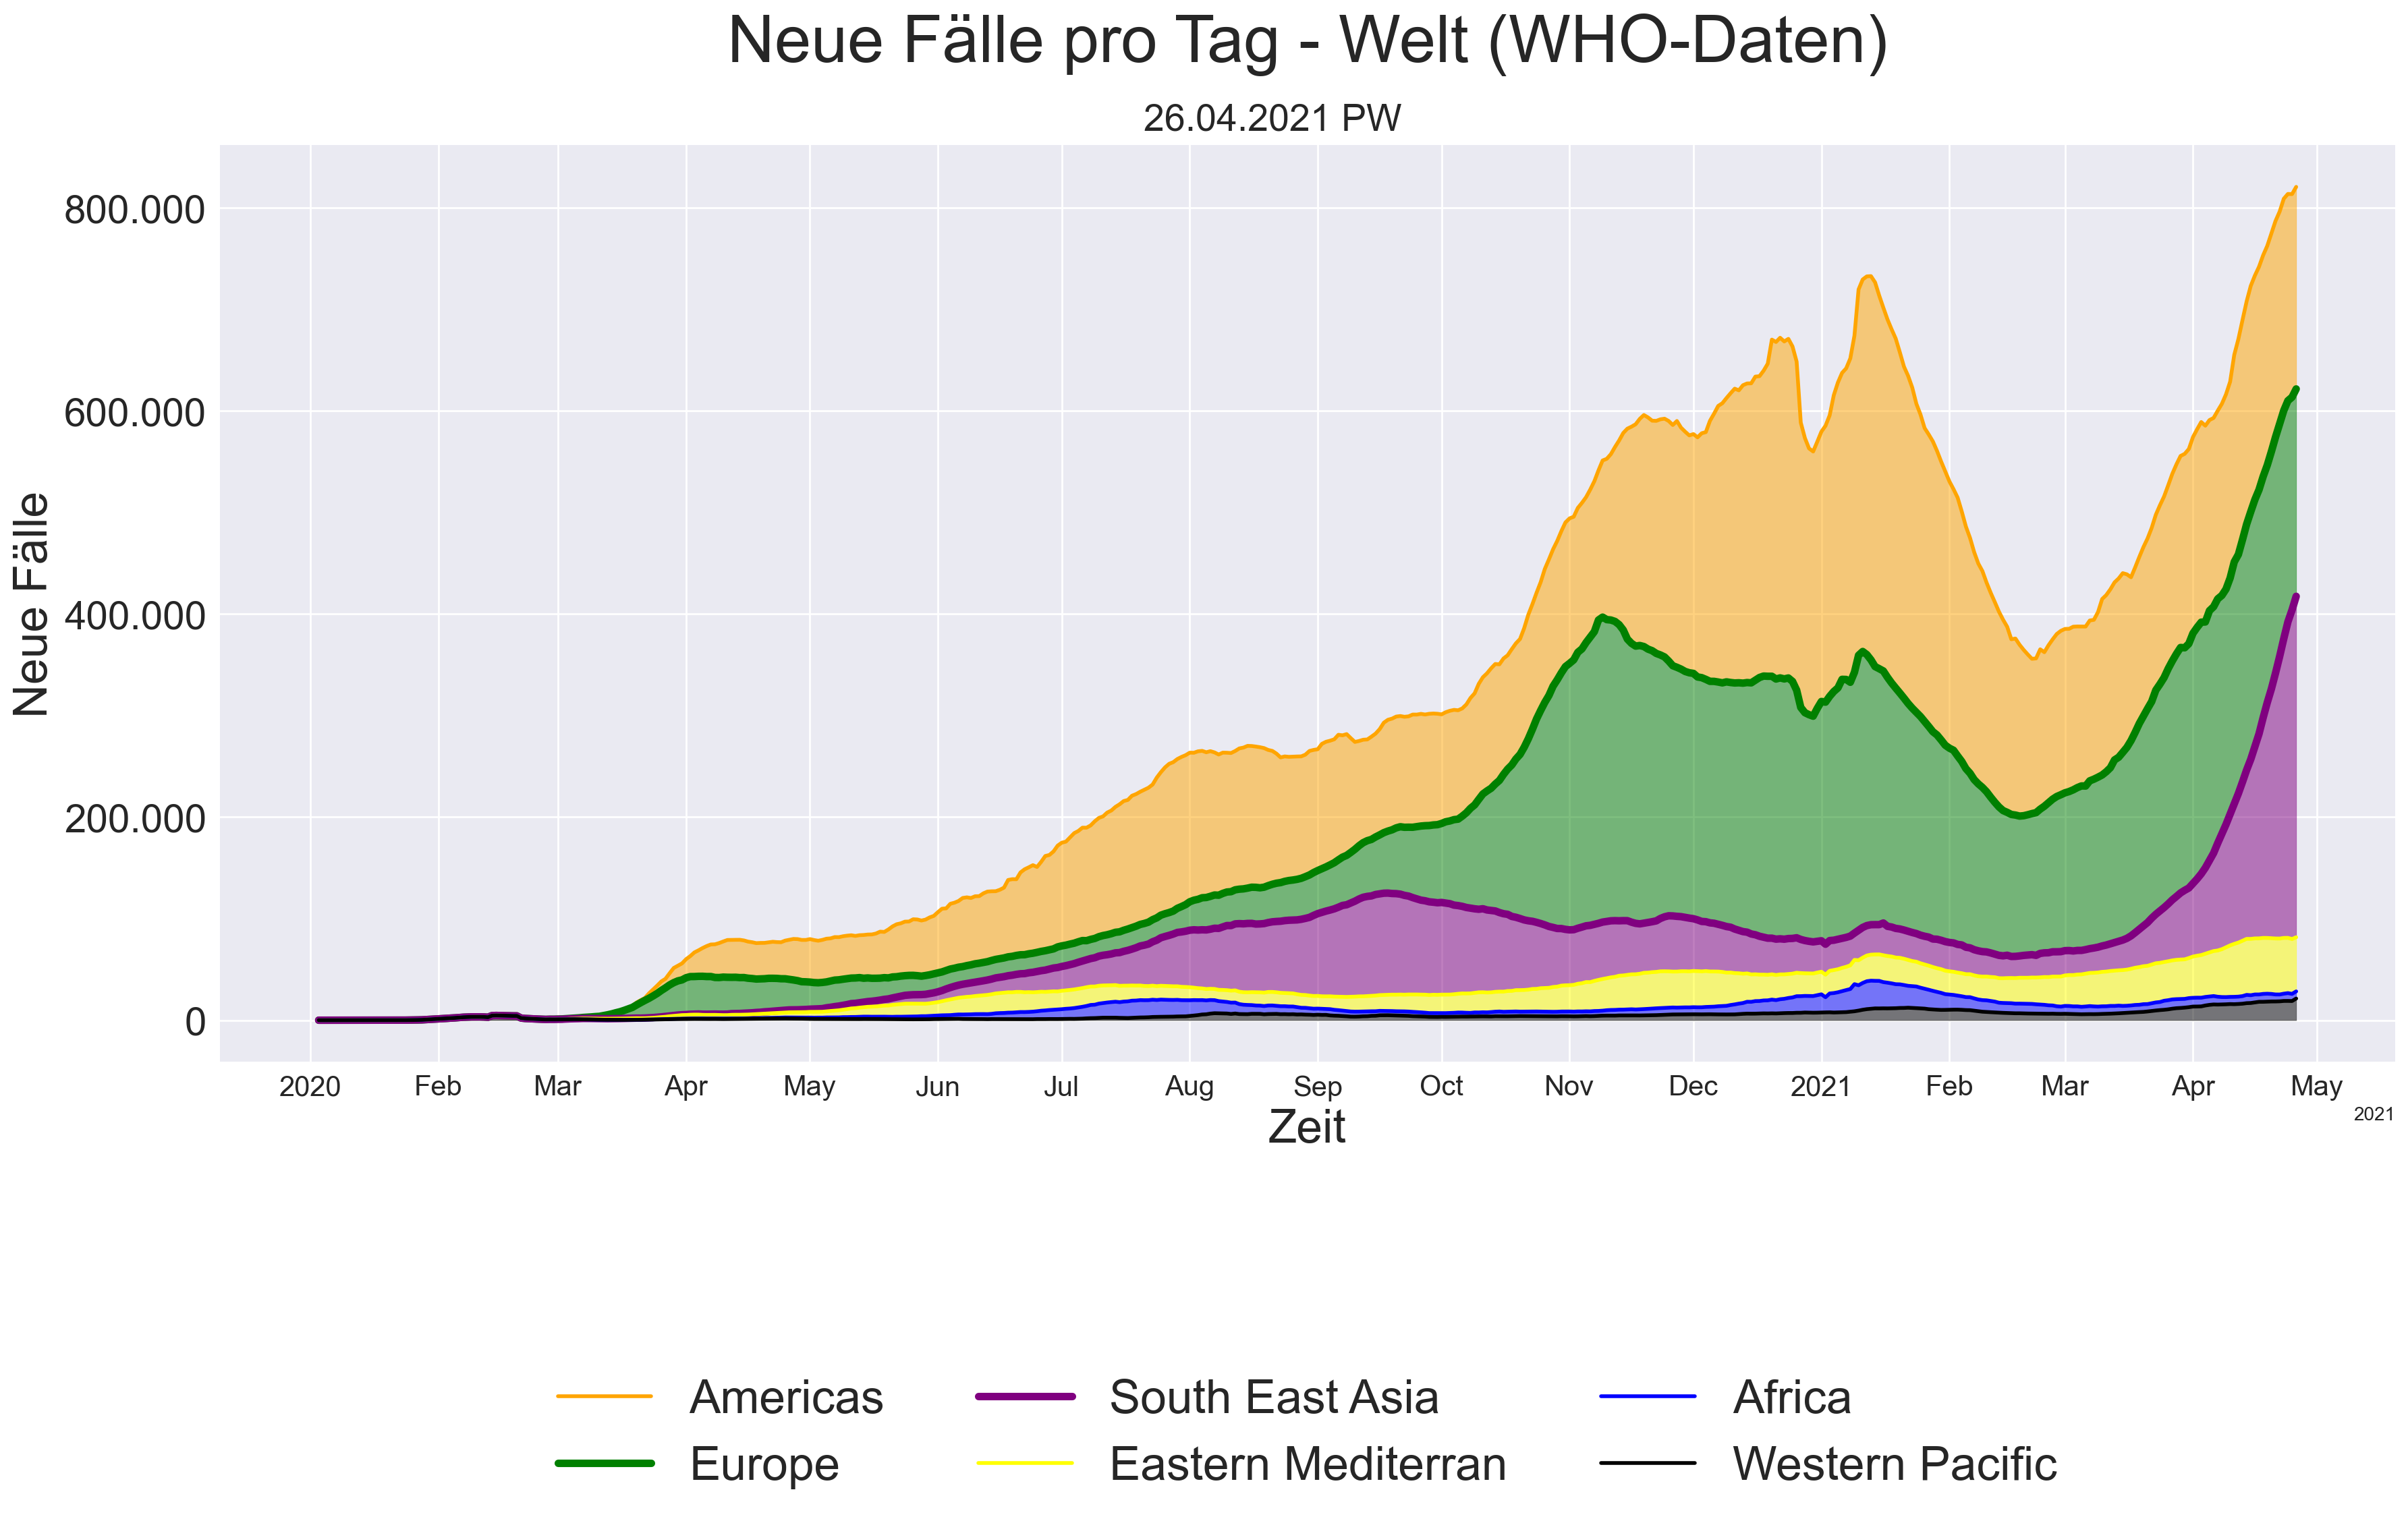 Neue Fälle pro Tag - Welt (WHO-Daten)
26.04.2021 PW
Neue Fälle
800.000
600.000
400.000
200.000
0
2020 Feb Mar Apr May Jun Jul Aug Sep Oct Nov Dec 2021 Feb Mar Apr May
2021
Zeit
Americas South East Asia Africa
Europe Eastern Mediterran Western Pacific